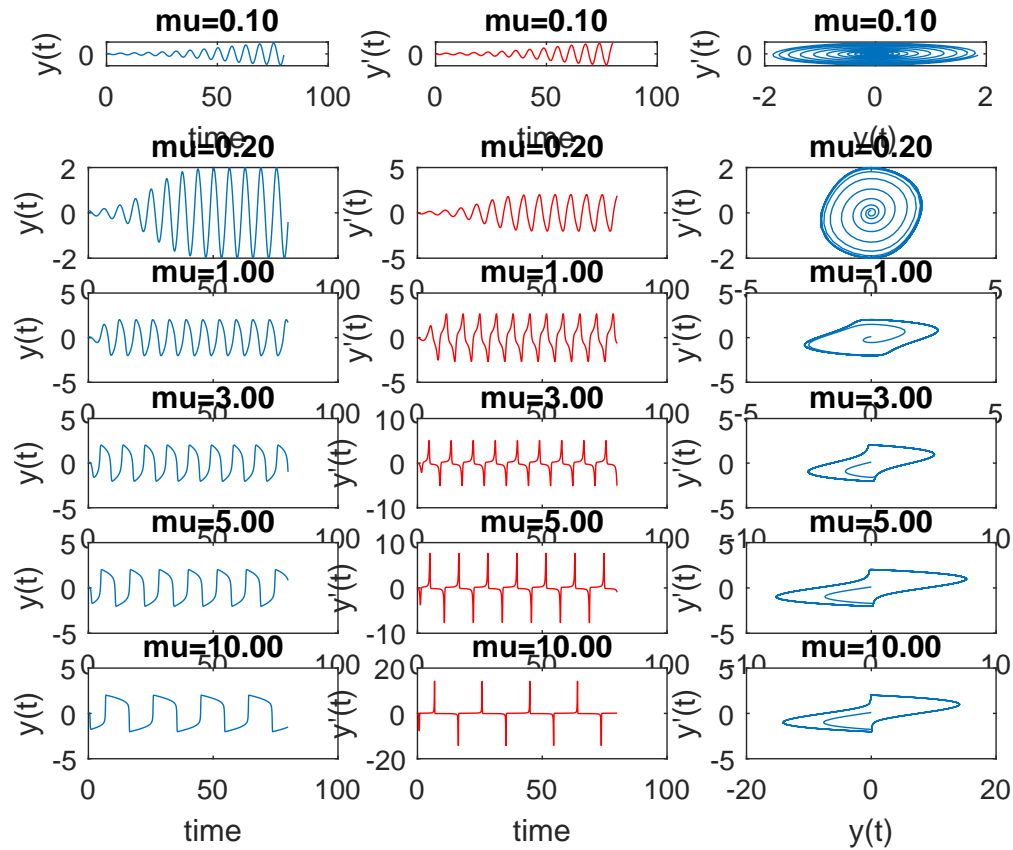 mu=0.10 mu=0.10 mu=0.10
y(t) 0 y'(t) 0 y'(t) 0
0 50 100 0 50 100 -2 0 2
time time y(t)
mu=0.20 mu=0.20 mu=0.20
2 5 2
y(t) 0 y'(t) 0 y'(t) 0
-2 -5 -2
0 50 100 0 50 100 -5 0 5
mu=1.00 mu=1.00 mu=1.00
5 5 5
y(t) 0 y'(t) 0 y'(t) 0
-5 -5 -5
0 50 100 0 50 100 -5 0 5
mu=3.00 mu=3.00 mu=3.00
5 10 5
y(t) 0 y'(t) 0 y'(t) 0
-5 -10 -5
0 50 100 0 50 100 -10 0 10
mu=5.00 mu=5.00 mu=5.00
5 10 5
y(t) 0 y'(t) 0 y'(t) 0
-5 -10 -5
0 50 100 0 50 100 -10 0 10
mu=10.00 mu=10.00 mu=10.00
5 20 5
y(t) 0 y'(t) 0 y'(t) 0
-5 -20 -5
0 50 100 0 50 100 -20 0 20
time time y(t)